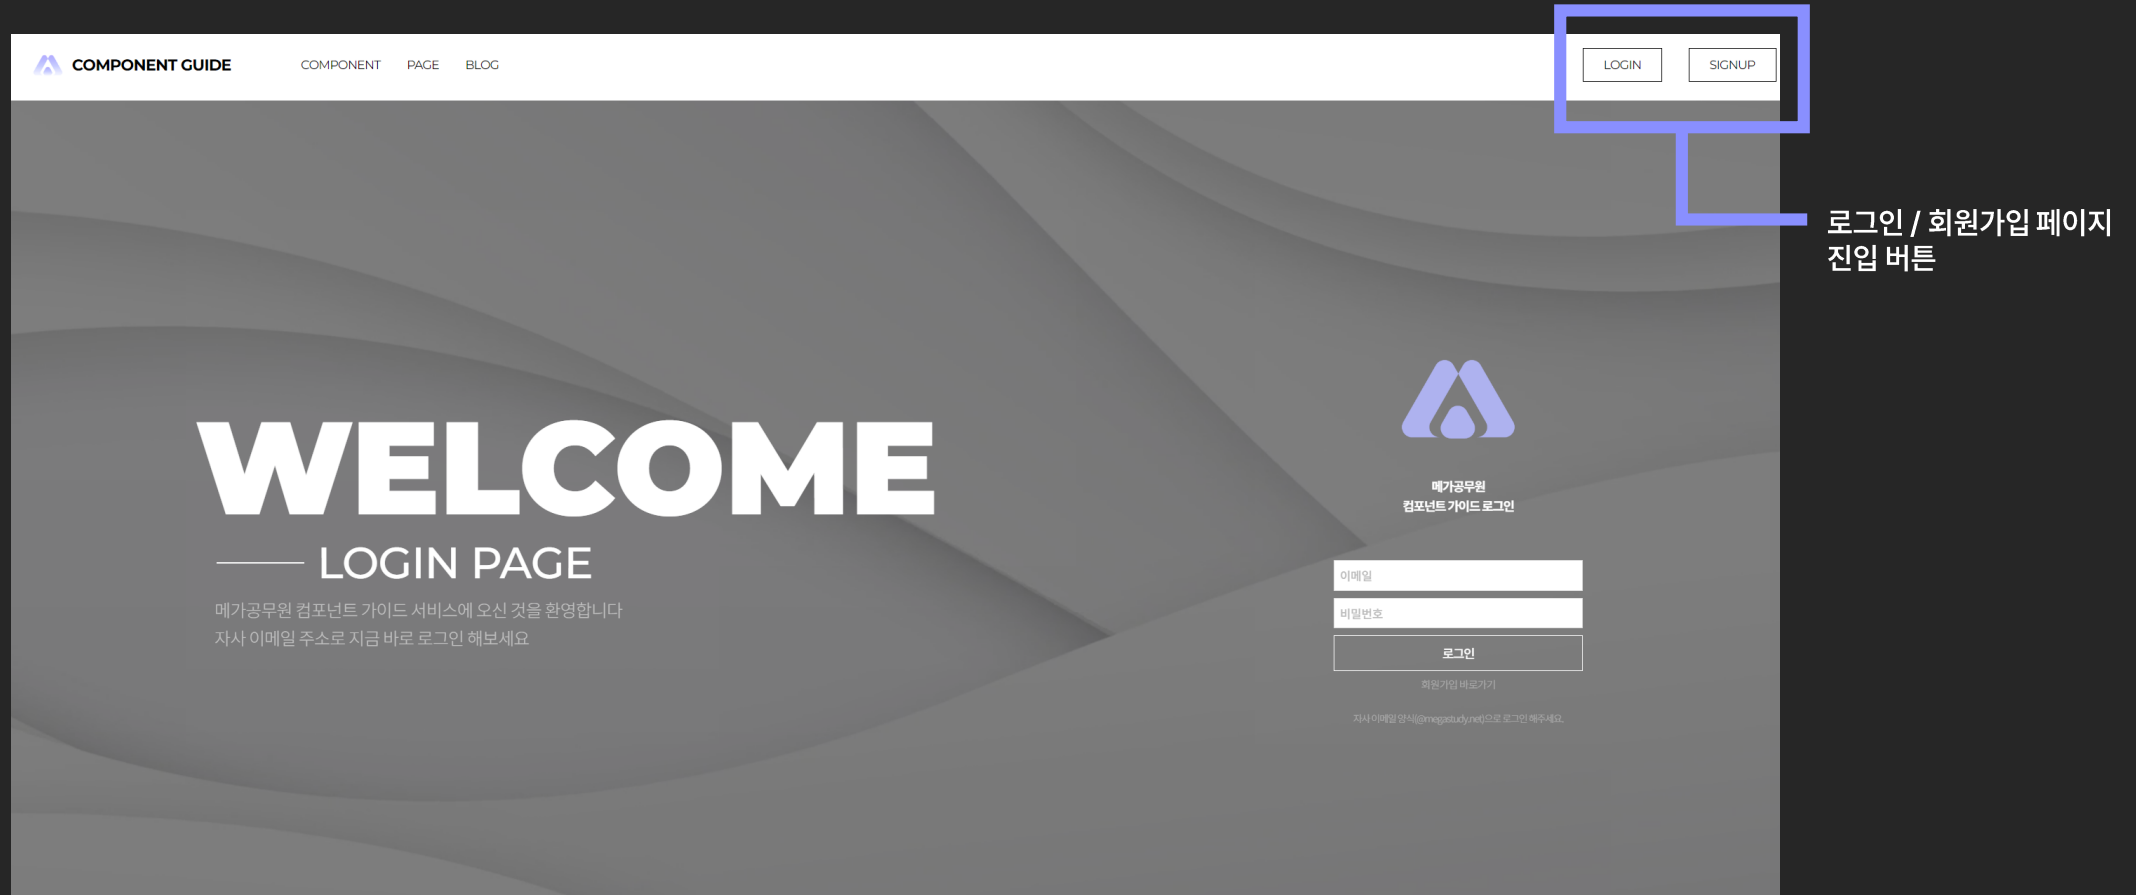 COMPONENT GUIDE
COMPONENT
PAGE
BLOG
LOGIN
SIGNUP
로그인 / 회원가입 페이지
진입 버튼
WELCOME
LOGIN PAGE
메가공무원 컴포넌트 가이드 서비스에 오신 것을 환영합니다
자사 이메일 주소로 지금 바로 로그인 해보세요
메가공무원
컴포넌트 가이드 로그인
이메일
비밀번호
로그인
회원가입 바로가기
자사 이메일 양식(@megastudy.net)으로 로그인 해주세요.